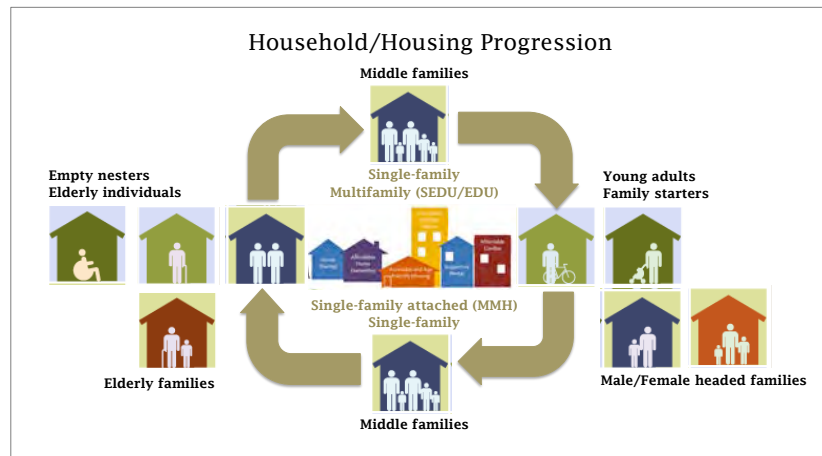 Household/Housing Progression
Middle families
Single-family
Multifamily (SEDU/EDU)
Empty nesters
Elderly individuals
Young adults
Family starters
Single-family attached (MMH)
Single-family
Elderly families
Middle families
Male/Female headed families